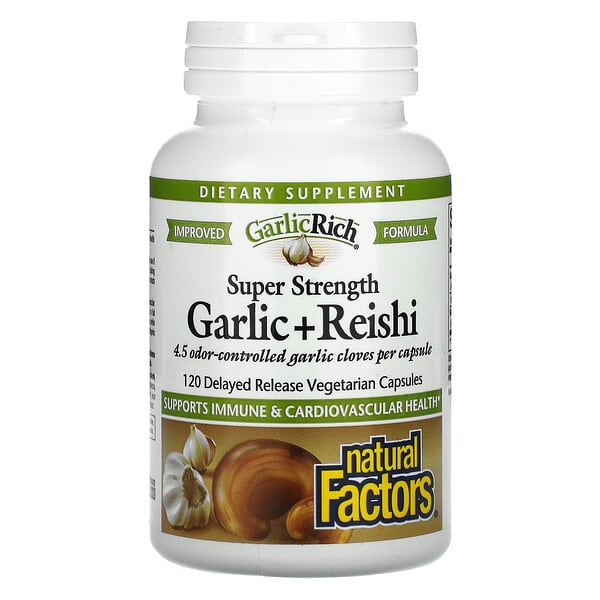 DIETARY SUPPLEMENT
IMPROVED
GarlicRich®
FORMULA
Super Strength
Garlic+Reishi
4.5 odor-controlled garlic cloves per capsule
120 Delayed Release Vegetarian Capsules
SUPPORTS IMMUNE & CARDIOVASCULAR HEALTH*
natural
Factors®